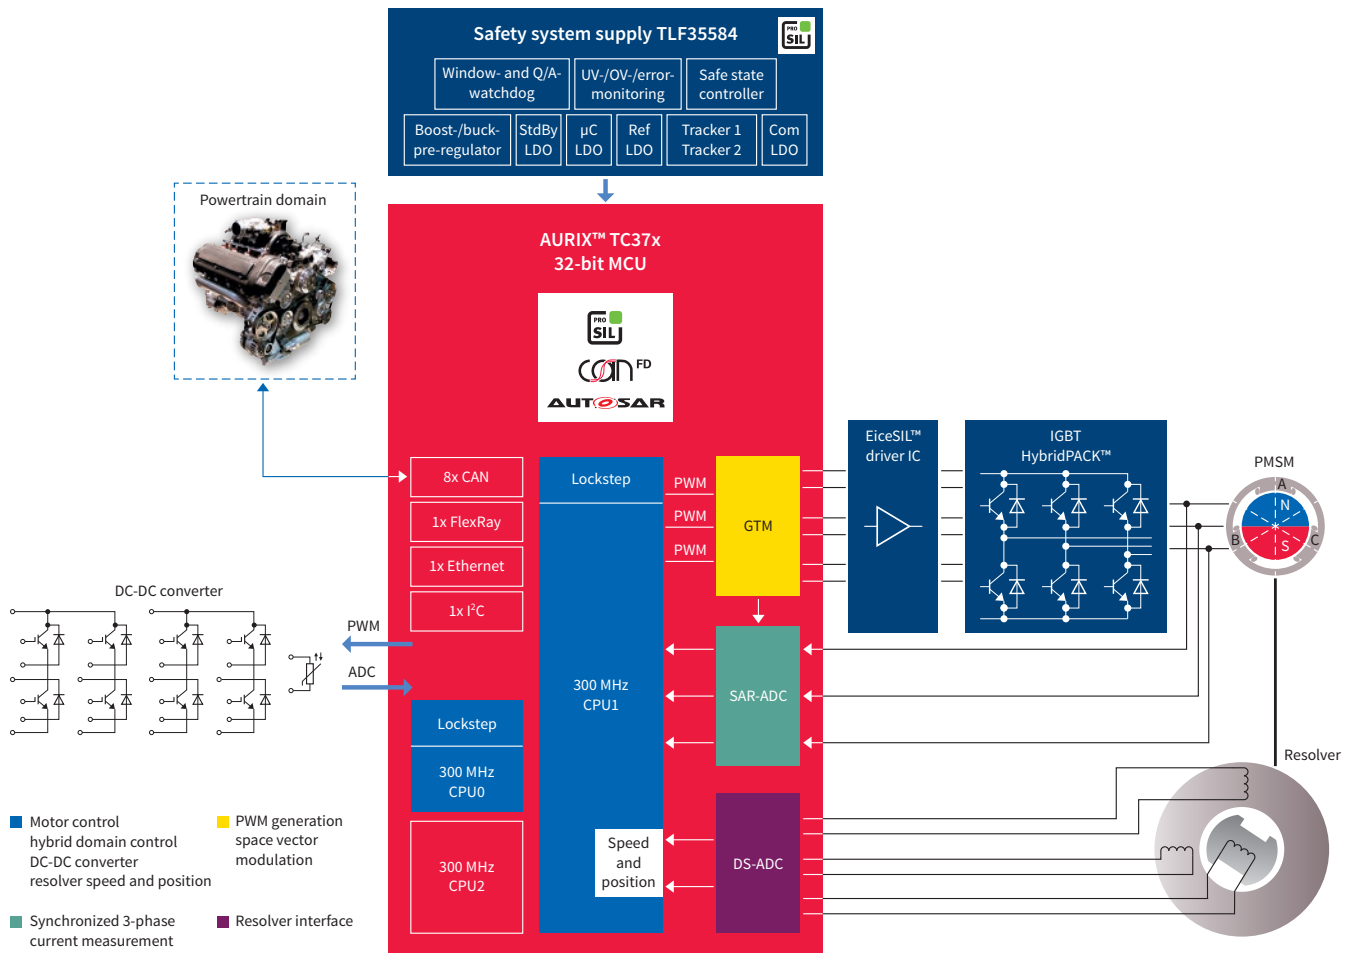 Safety system supply TLF35584
PRO
SIL
Window- and Q/A-
watchdog
UV-/OV-/error-
monitoring
Safe state
controller
Boost-/buck-
pre-regulator
StdBy
LDO
µC
LDO
Ref
LDO
Tracker 1
Tracker 2
Com
LDO
Powertrain domain
AURIX™ TC37x
32-bit MCU
PRO
SIL
CAN FD
AUTOSAR
8x CAN
1x FlexRay
1x Ethernet
1x I²C
Lockstep
300 MHz
CPU1
PWM
PWM
PWM
GTM
EiceSIL™
driver IC
IGBT
HybridPACK™
PMSM
A
N
B
C
S
DC-DC converter
PWM
ADC
SAR-ADC
Lockstep
300 MHz
CPU0
300 MHz
CPU2
Speed
and
position
DS-ADC
Resolver
Motor control
hybrid domain control
DC-DC converter
resolver speed and position
PWM generation
space vector
modulation
Synchronized 3-phase
current measurement
Resolver interface